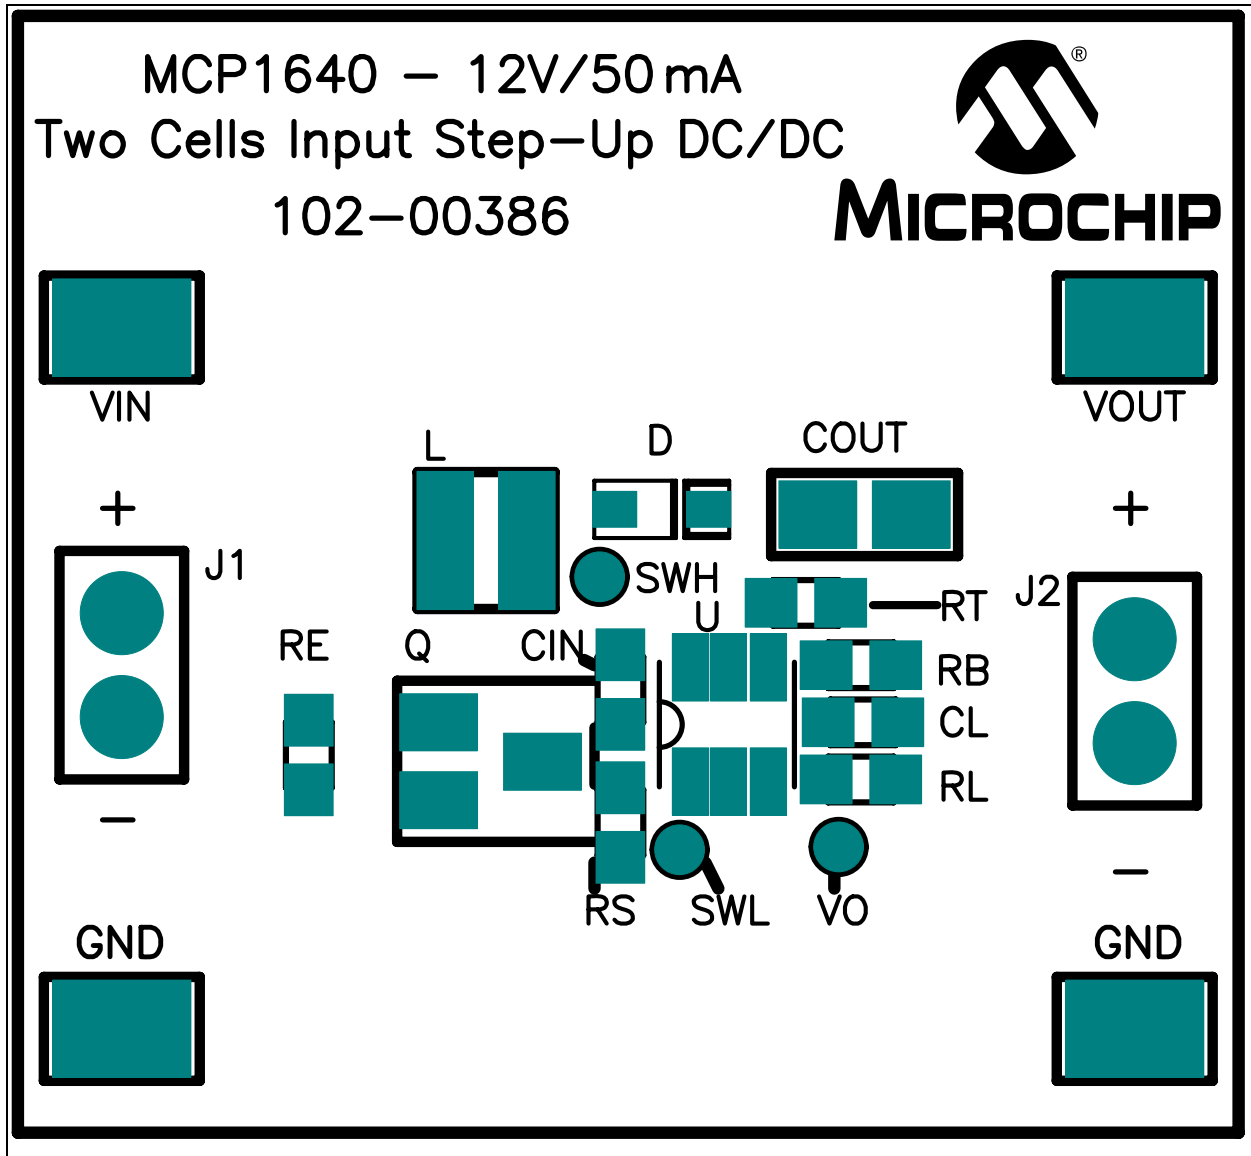 MCP1640 - 12V/50mA
Two Cells Input Step-Up DC/DC
102-00386
®
MICROCHIP
VIN
VOUT
L
D
COUT
+
+
J1
SWH
J2
RT
U
RE
Q
CIN
RB
CL
RL
-
-
RS
SWL
VO
GND
GND